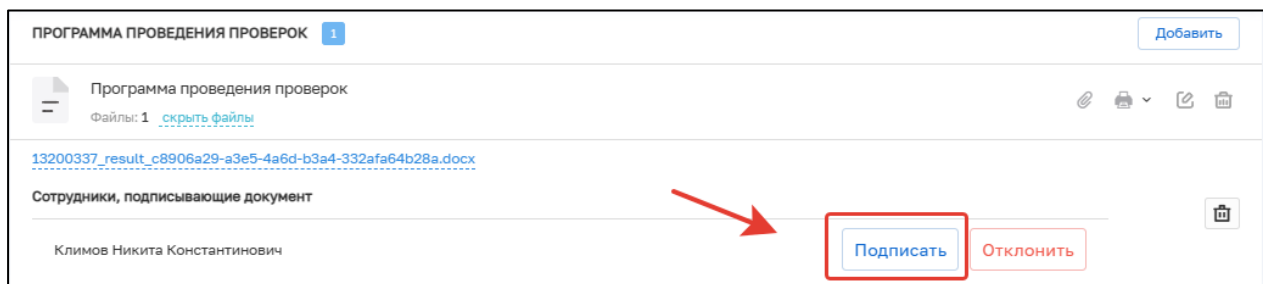 ПРОГРАММА ПРОВЕДЕНИЯ ПРОВЕРОК 1 Добавить
Программа проведения проверок
Файлы: 1 скрыть файлы
13200337_result_c8906a29-a3e5-4a6d-b3a4-332afa64b28a.docx
Сотрудники, подписывающие документ
Климов Никита Константинович Подписать Отклонить